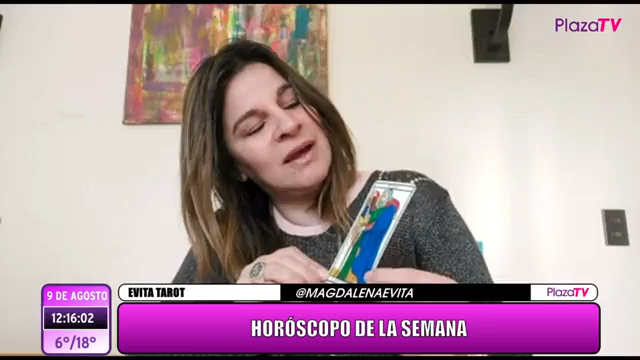 PlazaTV
9 DE AGOSTO
12:16:02
6°/18°
EVITA TAROT
@MAGDALENAEVITA
PlazaTV
HORÓSCOPO DE LA SEMANA